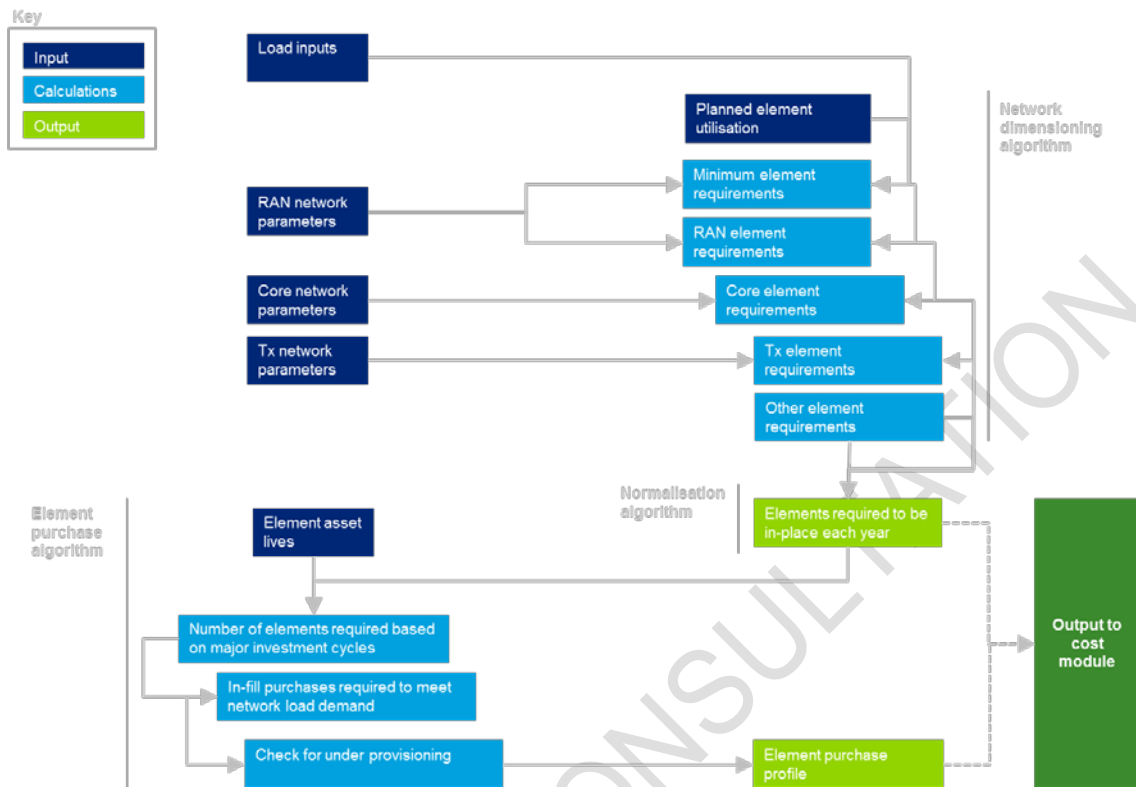 Key
Input
Calculations
Output
Load inputs
Planned element
utilisation
Network
dimensioning
algorithm
Minimum element
requirements
RAN network
parameters
RAN element
requirements
Core network
parameters
Core element
requirements
Tx network
parameters
Tx element
requirements
Other element
requirements
Element
purchase
algorithm
Normalisation
algorithm
Element asset
lives
Elements required to be
in-place each year
Number of elements required based
on major investment cycles
In-fill purchases required to meet
network load demand
Check for under provisioning
Element purchase
profile
Output to
cost
module
ONSULTATION